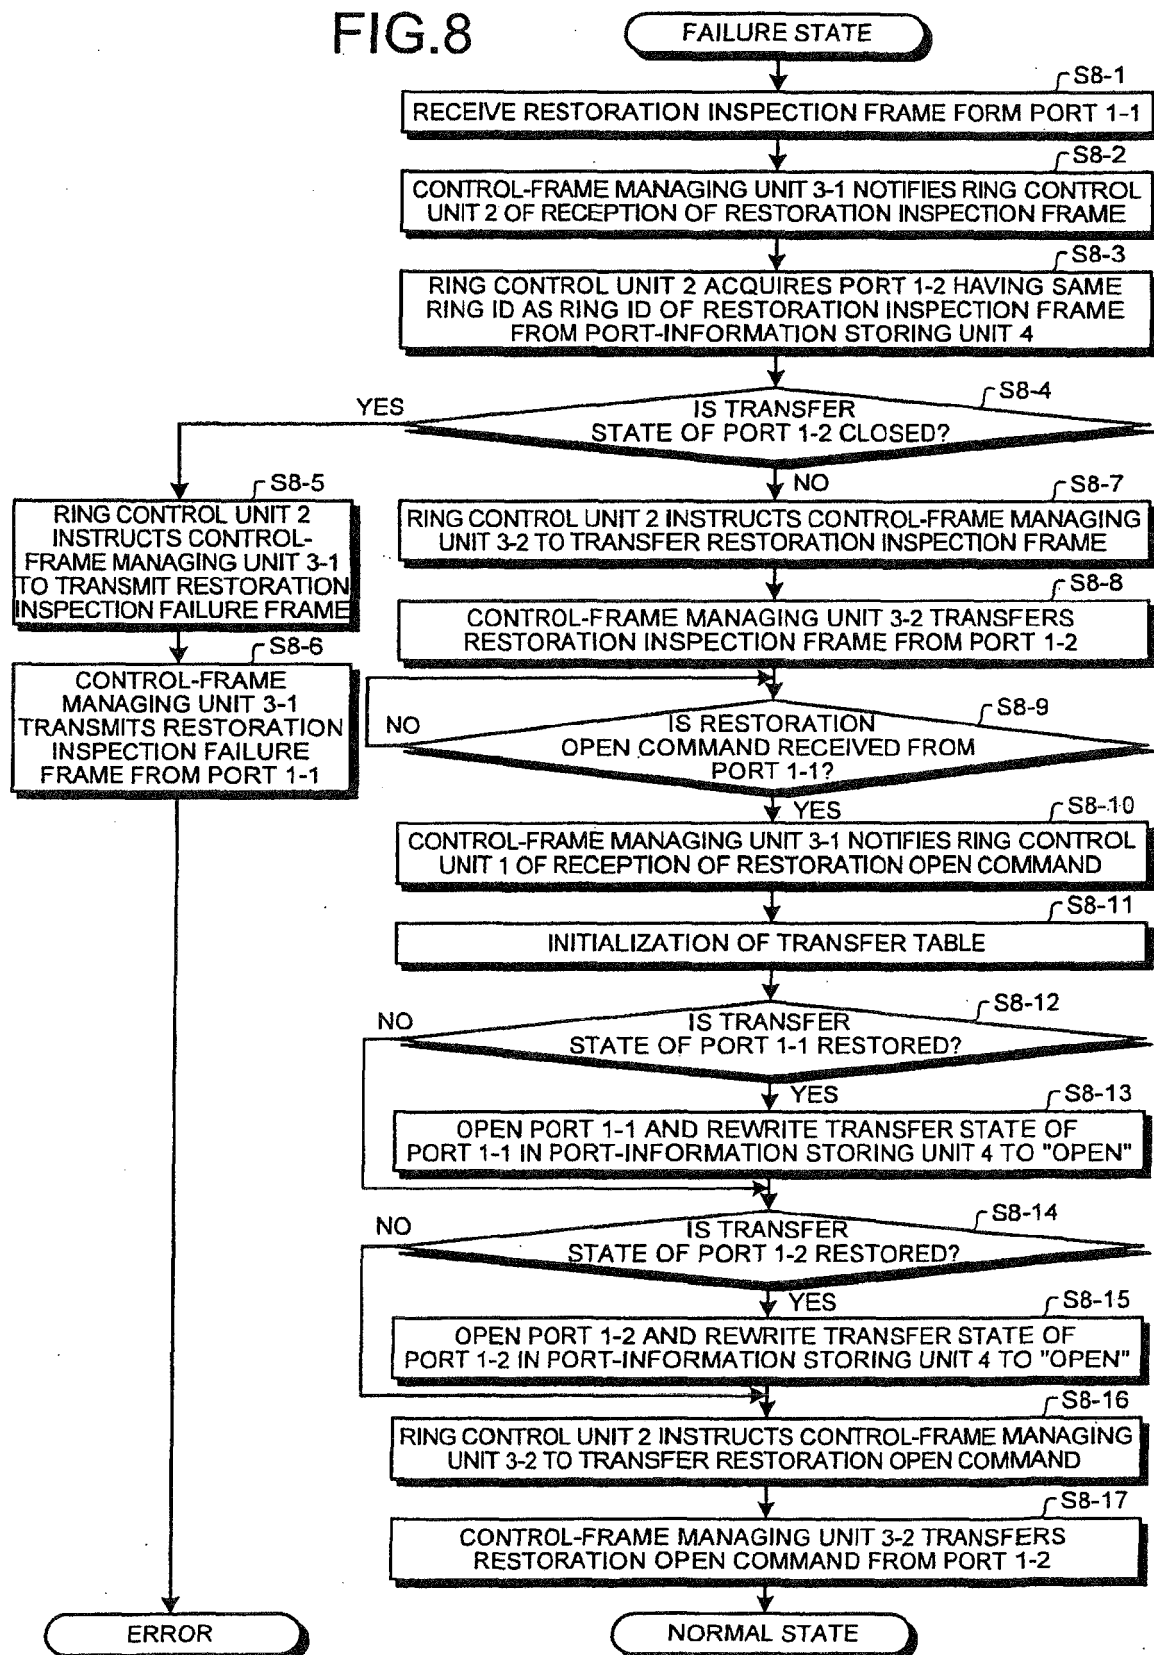 FIG.8
FAILURE STATE
S8-1
RECEIVE RESTORATION INSPECTION FRAME FORM PORT 1-1
S8-2
CONTROL-FRAME MANAGING UNIT 3-1 NOTIFIES RING CONTROL
UNIT 2 OF RECEPTION OF RESTORATION INSPECTION FRAME
S8-3
RING CONTROL UNIT 2 ACQUIRES PORT 1-2 HAVING SAME
RING ID AS RING ID OF RESTORATION INSPECTION FRAME
FROM PORT-INFORMATION STORING UNIT 4
S8-4
YES
IS TRANSFER
STATE OF PORT 1-2 CLOSED?
NO
S8-5
RING CONTROL UNIT 2
INSTRUCTS CONTROL-
FRAME MANAGING UNIT 3-1
TO TRANSMIT RESTORATION
INSPECTION FAILURE FRAME
S8-6
CONTROL-FRAME
MANAGING UNIT 3-1
TRANSMITS RESTORATION
INSPECTION FAILURE
FRAME FROM PORT 1-1
S8-7
RING CONTROL UNIT 2 INSTRUCTS CONTROL-FRAME MANAGING
UNIT 3-2 TO TRANSFER RESTORATION INSPECTION FRAME
S8-8
CONTROL-FRAME MANAGING UNIT 3-2 TRANSFERS
RESTORATION INSPECTION FRAME FROM PORT 1-2
S8-9
NO
IS RESTORATION
OPEN COMMAND RECEIVED FROM
PORT 1-1?
YES
S8-10
CONTROL-FRAME MANAGING UNIT 3-1 NOTIFIES RING CONTROL
UNIT 1 OF RECEPTION OF RESTORATION OPEN COMMAND
S8-11
INITIALIZATION OF TRANSFER TABLE
S8-12
NO
IS TRANSFER
STATE OF PORT 1-1 RESTORED?
YES
S8-13
OPEN PORT 1-1 AND REWRITE TRANSFER STATE OF
PORT 1-1 IN PORT-INFORMATION STORING UNIT 4 TO "OPEN"
S8-14
NO
IS TRANSFER
STATE OF PORT 1-2 RESTORED?
YES
S8-15
OPEN PORT 1-2 AND REWRITE TRANSFER STATE OF
PORT 1-2 IN PORT-INFORMATION STORING UNIT 4 TO "OPEN"
S8-16
RING CONTROL UNIT 2 INSTRUCTS CONTROL-FRAME MANAGING
UNIT 3-2 TO TRANSFER RESTORATION OPEN COMMAND
S8-17
CONTROL-FRAME MANAGING UNIT 3-2 TRANSFERS
RESTORATION OPEN COMMAND FROM PORT 1-2
ERROR
NORMAL STATE